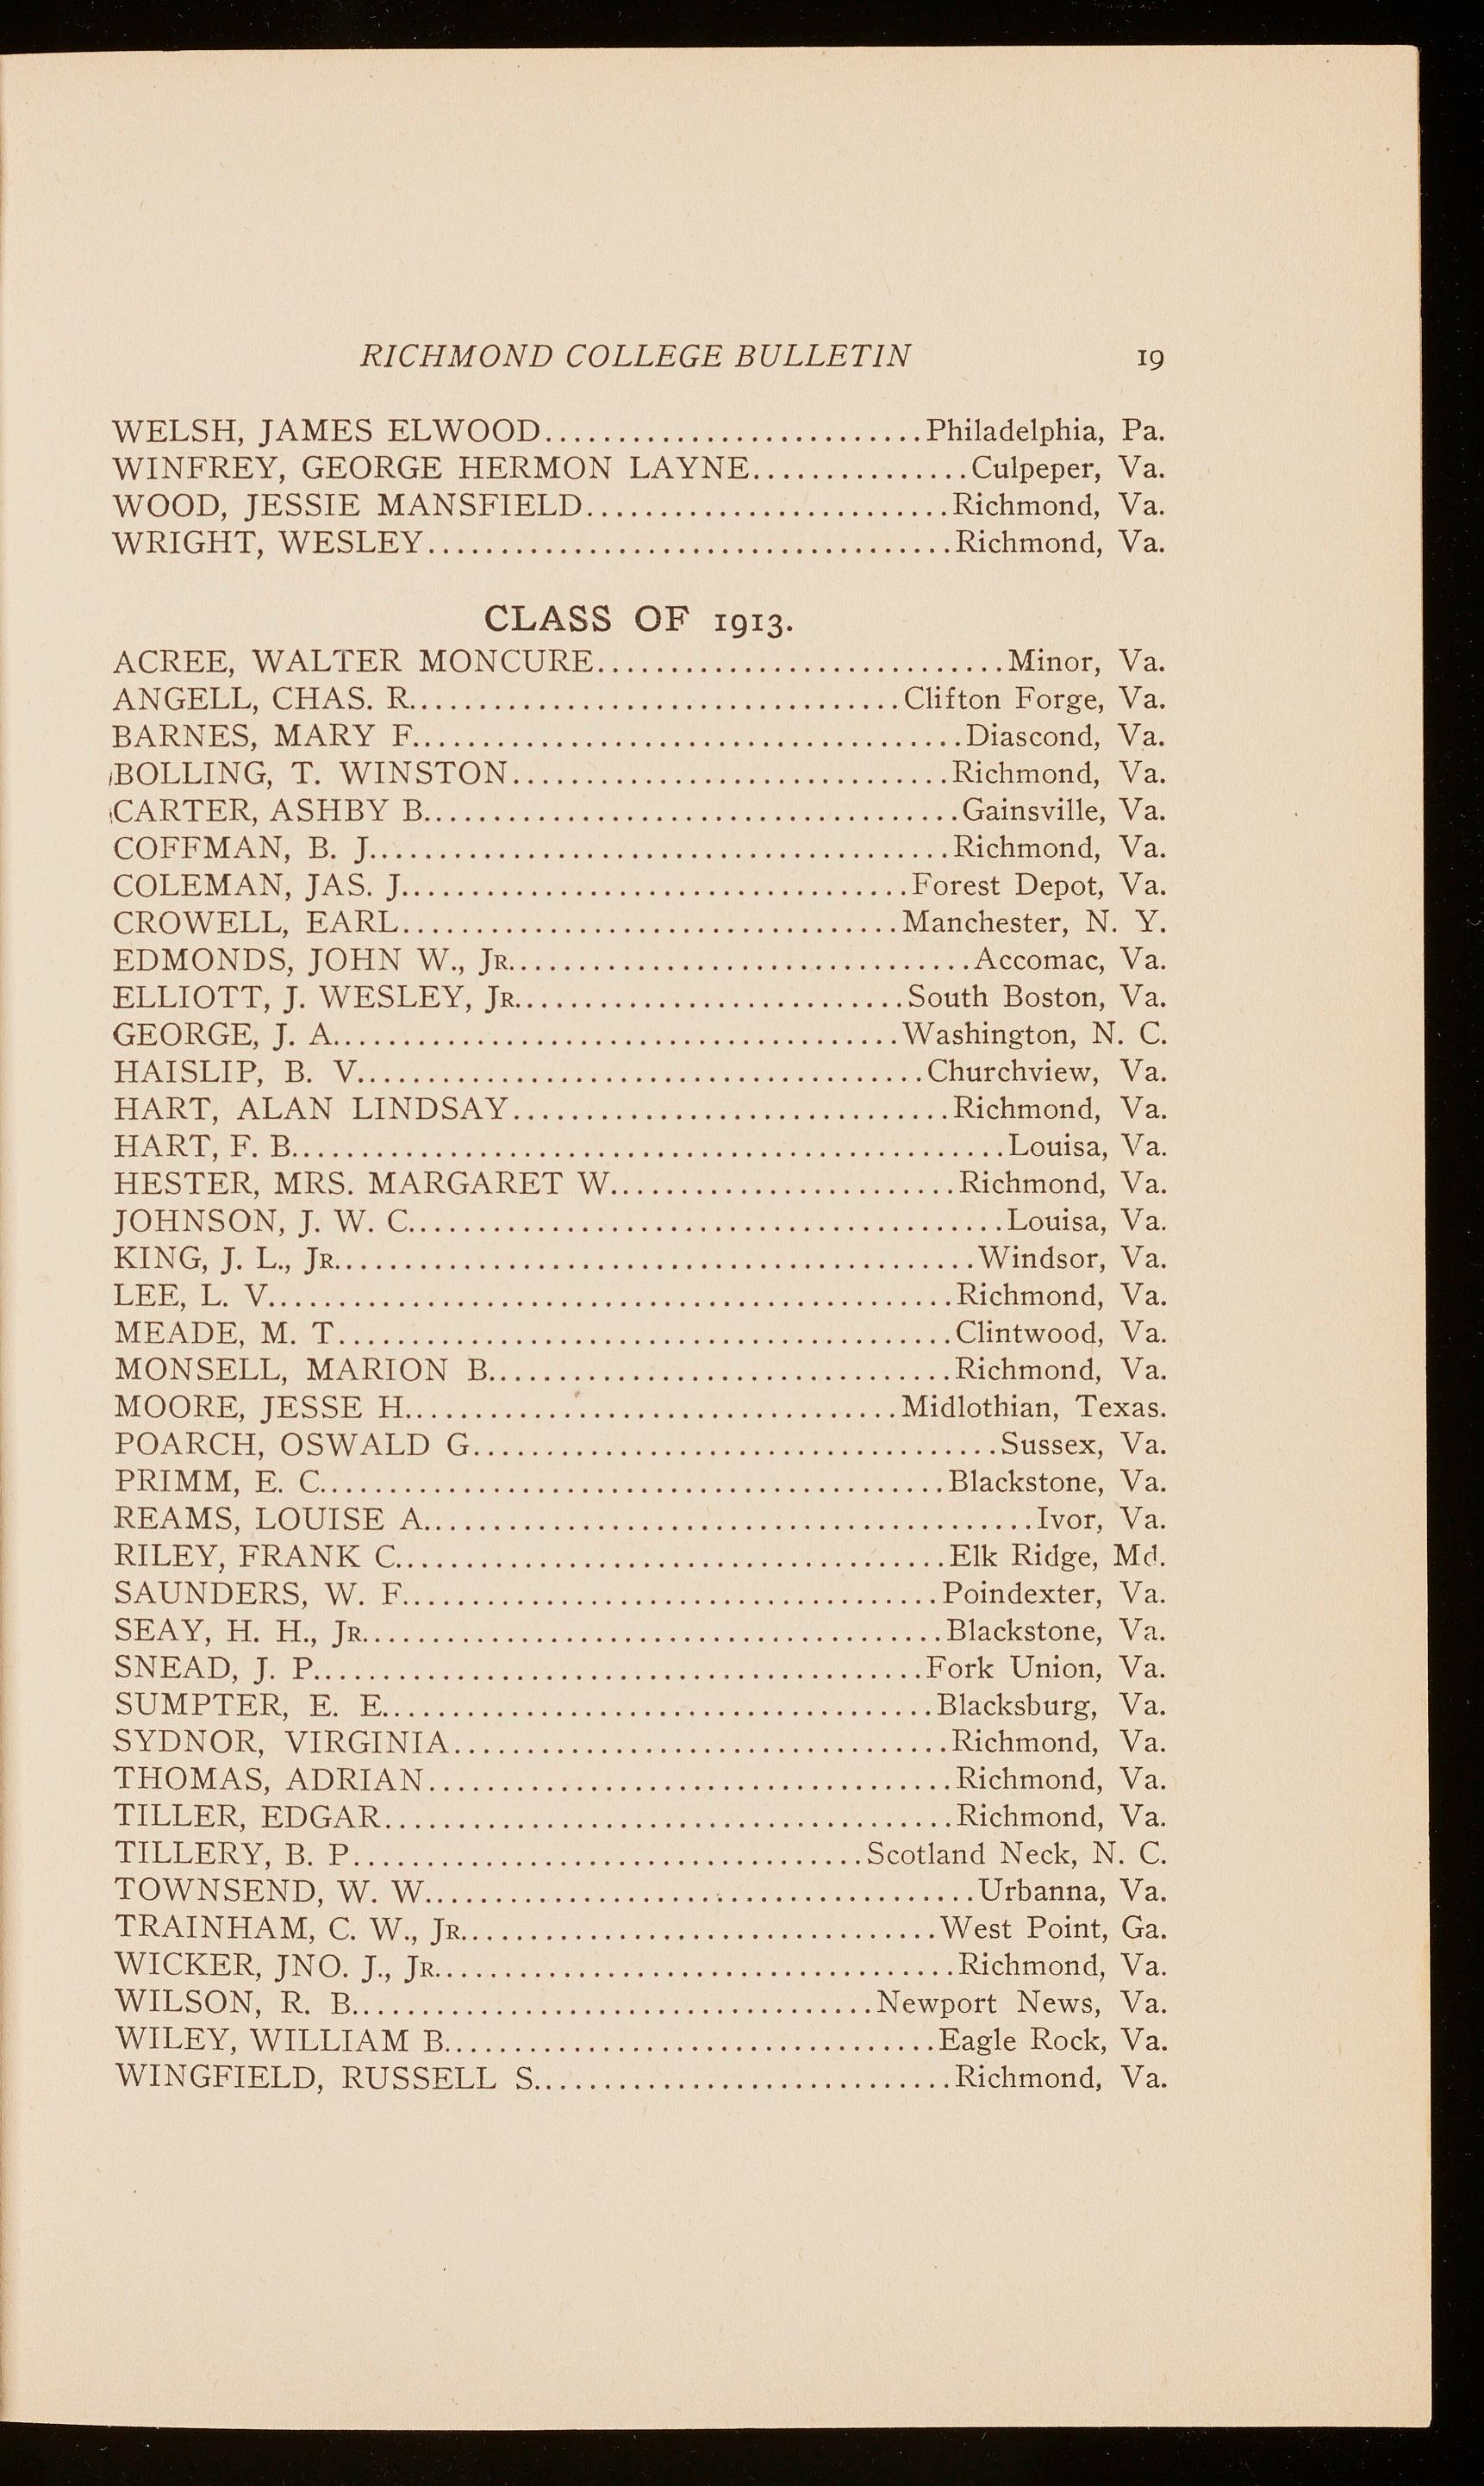 RICHMOND COLLEGE BULLETIN 19
WELSH, JAMES ELWOOD..........................Philadelphia, Pa.
WINFREY, GEORGE HERMON LAYNE...............Culpeper, Va.
WOOD, JESSIE MANSFIELD.........................Richmond, Va.
WRIGHT, WESLEY....................................Richmond, Va.
CLASS OF 1913.
ACREE, WALTER MONCURE............................Minor, Va.
ANGELL, CHAS. R..................................Clifton Forge, Va.
BARNES, MARY F......................................Diascond, Va.
BOLLING, T. WINSTON..............................Richmond, Va.
CARTER, ASHBY B.....................................Gainsville, Va.
COFFMAN, B. J........................................Richmond, Va.
COLEMAN, JAS. J...................................Forest Depot, Va.
CROWELL, EARL..................................Manchester, N. Y.
EDMONDS, JOHN W., JR................................Accomac, Va.
ELLIOTT, J. WESLEY, JR...........................South Boston, Va.
GEORGE, J. A.......................................Washington, N. C.
HAISLIP, B. V.......................................Churchview, Va.
HART, ALAN LINDSAY..............................Richmond, Va.
HART, F. B.................................................Louisa, Va.
HESTER, MRS. MARGARET W........................Richmond, Va.
JOHNSON, J. W. C.........................................Louisa, Va.
KING, J. L., JR............................................Windsor, Va.
LEE, L. V...............................................Richmond, Va.
MEADE, M. T..........................................Clintwood, Va.
MONSELL, MARION B................................Richmond, Va.
MOORE, JESSE H..................................Midlothian, Texas.
POARCH, OSWALD G....................................Sussex, Va.
PRIMM, E. C...........................................Blackstone, Va.
REAMS, LOUISE A..........................................Ivor, Va.
RILEY, FRANK C......................................Elk Ridge, Md.
SAUNDERS, W. F.....................................Poindexter, Va.
SEAY, H. H., JR........................................Blackstone, Va.
SNEAD, J. P..........................................Fork Union, Va.
SUMPTER, E. E......................................Blacksburg, Va.
SYDNOR, VIRGINIA..................................Richmond, Va.
THOMAS, ADRIAN....................................Richmond, Va.
TILLER, EDGAR.......................................Richmond, Va.
TILLERY, B. P...................................Scotland Neck, N. C.
TOWNSEND, W. W......................................Urbanna, Va.
TRAINHAM, C. W., JR................................West Point, Ga.
WICKER, JNO. J., JR....................................Richmond, Va.
WILSON, R. B....................................Newport News, Va.
WILEY, WILLIAM B..................................Eagle Rock, Va.
WINGFIELD, RUSSELL S.............................Richmond, Va.